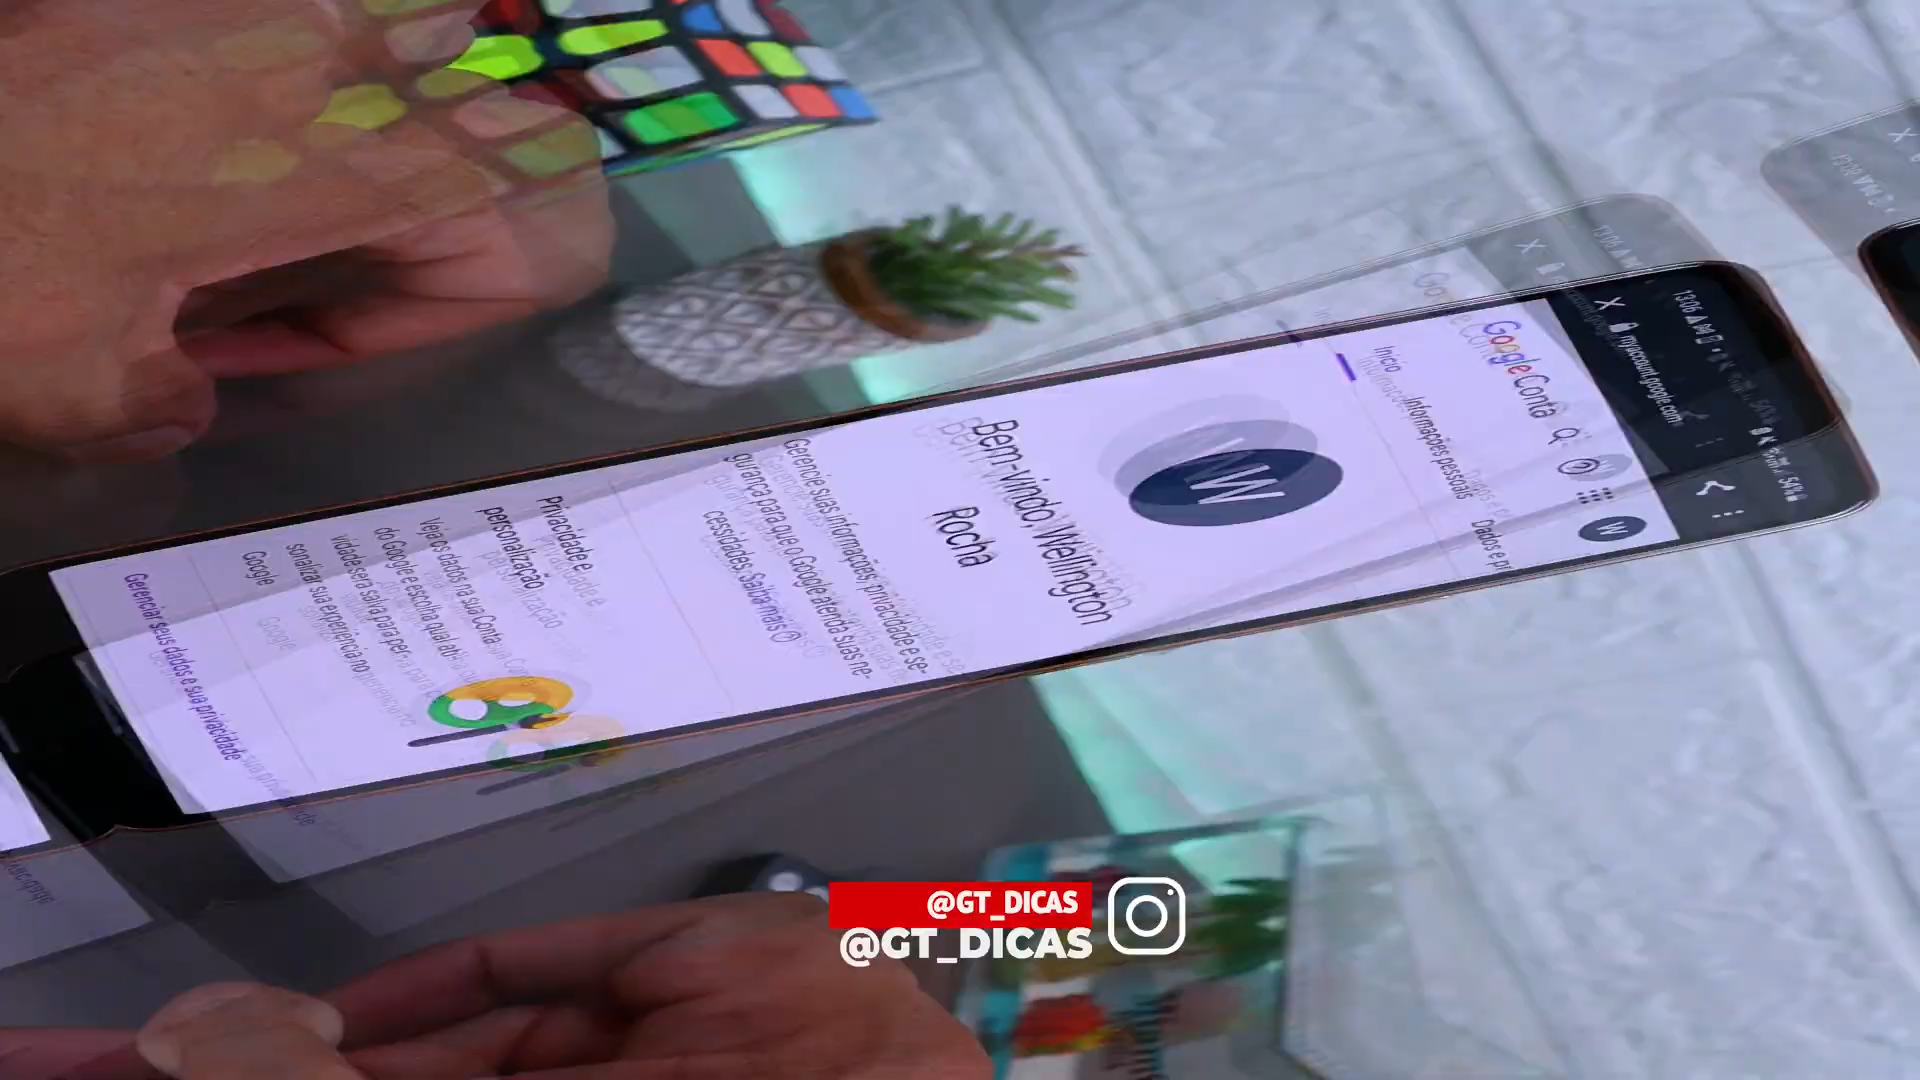 13:06
54%
myaccount.google.com
Google Conta
W
Início
Informações pessoais
Dados e pr
W
Bem-vindo, Wellington
Rocha
Gerencie suas informações, privacidade e se-
gurança para que o Google atenda suas ne-
cessidades. Saiba mais
Privacidade e
personalização
Veja os dados na sua Conta
do Google e escolha qual ati-
vidade será salva para per-
sonalizar sua experiência no
Google
Gerenciar seus dados e sua privacidade
@GT_DICAS
@GT_DICAS